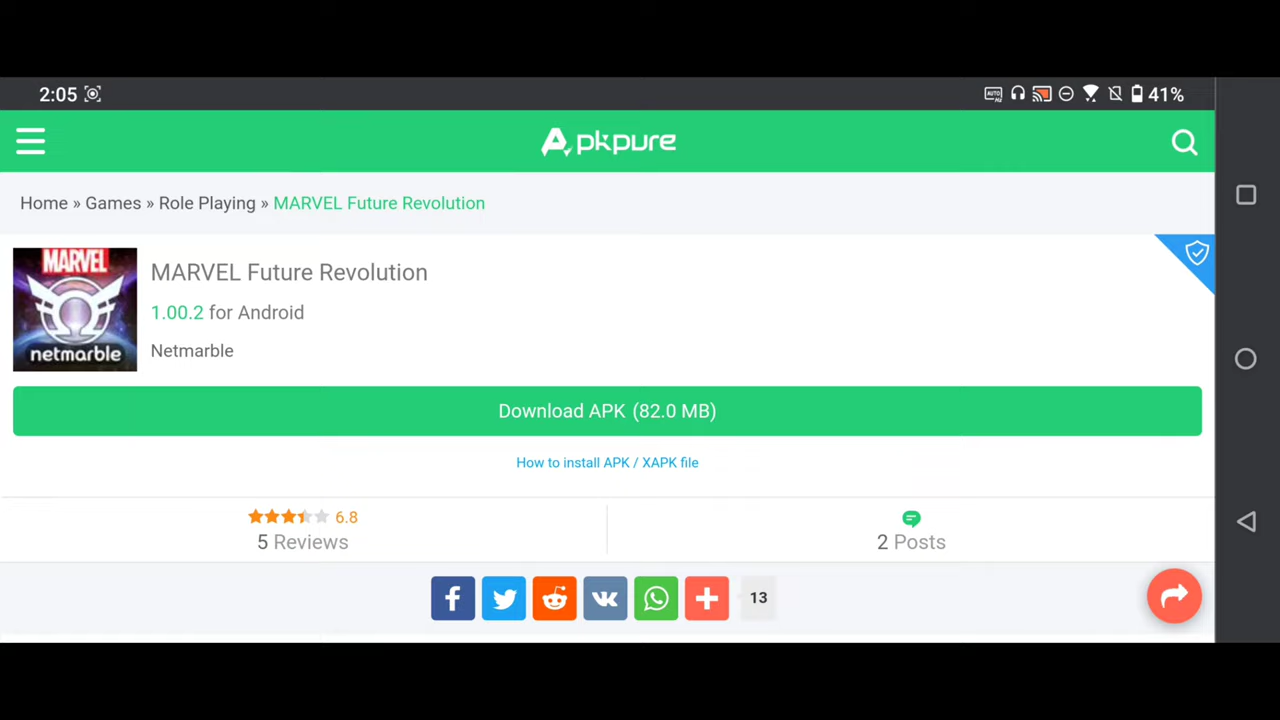 2:05
41%
Apkpure
Home » Games » Role Playing » MARVEL Future Revolution
MARVEL
netmarble
MARVEL Future Revolution
1.00.2 for Android
Netmarble
Download APK (82.0 MB)
How to install APK / XAPK file
6.8
5 Reviews
2 Posts
13